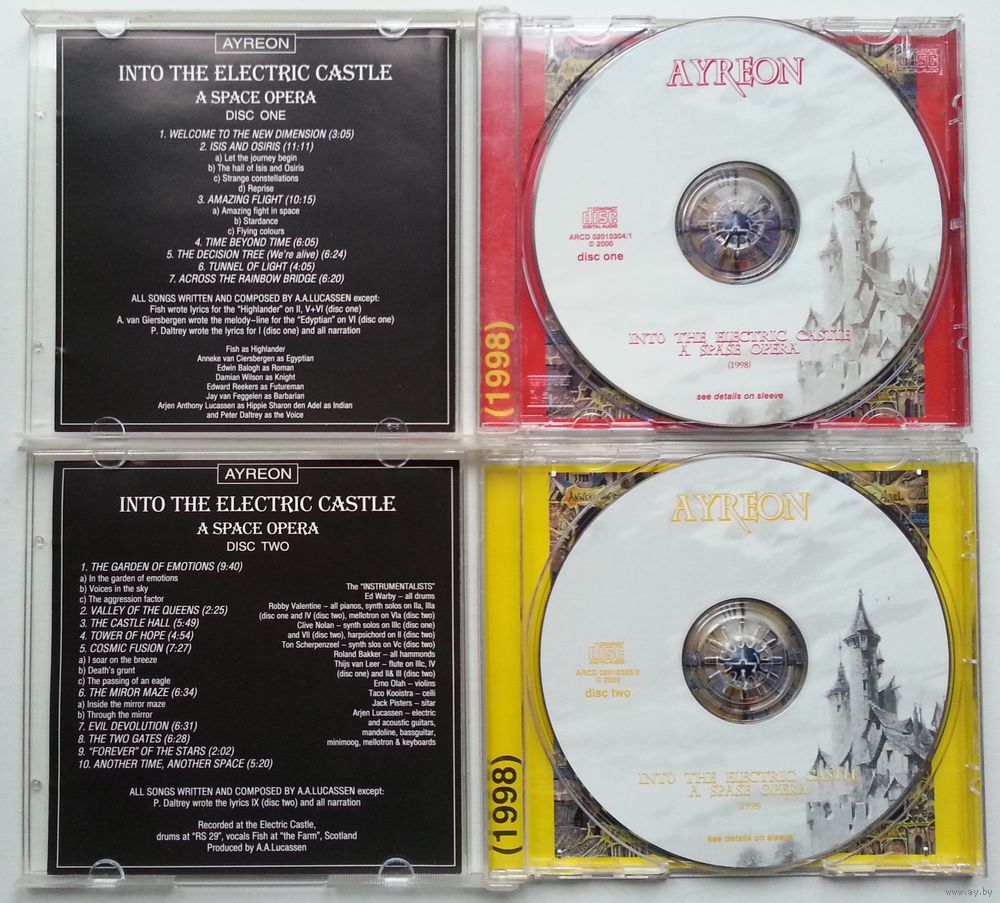 AYREON
INTO THE ELECTRIC CASTLE
A SPACE OPERA
DISC ONE
1. WELCOME TO THE NEW DIMENSION (3:05)
2. ISIS AND OSIRIS (11:11)
a) Let the journey begin
b) The hall of Isis and Osiris
c) Strange constellations
d) Reprise
3. AMAZING FLIGHT (10:15)
a) Amazing fight in space
b) Stardance
c) Flying colours
4. TIME BEYOND TIME (6:05)
5. THE DECISION TREE (We're alive) (6:24)
6. TUNNEL OF LIGHT (4:05)
7. ACROSS THE RAINBOW BRIDGE (6:20)
ALL SONGS WRITTEN AND COMPOSED BY A.A.LUCASSEN except:
Fish wrote lyrics for the "Highlander" on II, V+VI (disc one)
A. van Giersbergen wrote the melody–line for the "Edyptian" on VI (disc one)
P. Daltrey wrote the lyrics for I (disc one) and all narration
Fish as Highlander
Anneke van Ciersbergen as Egyptian
Edwin Balogh as Roman
Damian Wilson as Knight
Edward Reekers as Futureman
Jay van Feggelen as Barbarian
Arjen Anthony Lucassen as Hippie Sharon den Adel as Indian
and Peter Daltrey as the Voice
(1998)
AYREON
COMPACT
disc
DIGITAL AUDIO
ARCD 02010304/1
© 2000
disc one
INTO THE ELECTRIC CASTLE
A SPASE OPERA
(1998)
see details on sleeve
AYREON
INTO THE ELECTRIC CASTLE
A SPACE OPERA
DISC TWO
1. THE GARDEN OF EMOTIONS (9:40)
a) In the garden of emotions
b) Voices in the sky
c) The aggression factor
2. VALLEY OF THE QUEENS (2:25)
3. THE CASTLE HALL (5:49)
4. TOWER OF HOPE (4:54)
5. COSMIC FUSION (7:27)
a) I soar on the breeze
b) Death's grunt
c) The passing of an eagle
6. THE MIROR MAZE (6:34)
a) Inside the mirror maze
b) Through the mirror
7. EVIL DEVOLUTION (6:31)
8. THE TWO GATES (6:28)
9. "FOREVER" OF THE STARS (2:02)
10. ANOTHER TIME, ANOTHER SPACE (5:20)
The "INSTRUMENTALISTS"
Ed Warby – all drums
Robby Valentine – all pianos, synth solos on IIa, IIIa
(disc one and IV (disc two), mellotron on VIa (disc two)
Clive Nolan – synth solos on IIIc (disc one)
and VII (disc two), harpsichord on II (disc two)
Ton Scherpenzeel – synth solos on Vc (disc two)
Roland Bakker – all hammonds
Thijs van Leer – flute on IIIc, IV
(disc one) and II& III (disc two)
Erno Olah – violins
Taco Kooistra – celli
Jack Pisters – sitar
Arjen Lucassen – electric
and acoustic guitars,
mandoline, bassguitar,
minimoog, mellotron & keyboards
ALL SONGS WRITTEN AND COMPOSED BY A.A.LUCASSEN except:
P. Daltrey wrote the lyrics IX (disc two) and all narration
Recorded at the Electric Castle,
drums at "RS 29", vocals Fish at "the Farm", Scotland
Produced by A.A.Lucassen
(1998)
AYREON
COMPACT
disc
DIGITAL AUDIO
© 2000
disc two
INTO THE ELECTRIC CASTLE
A SPASE OPERA
(1998)
see details on sleeve
www.ay.by